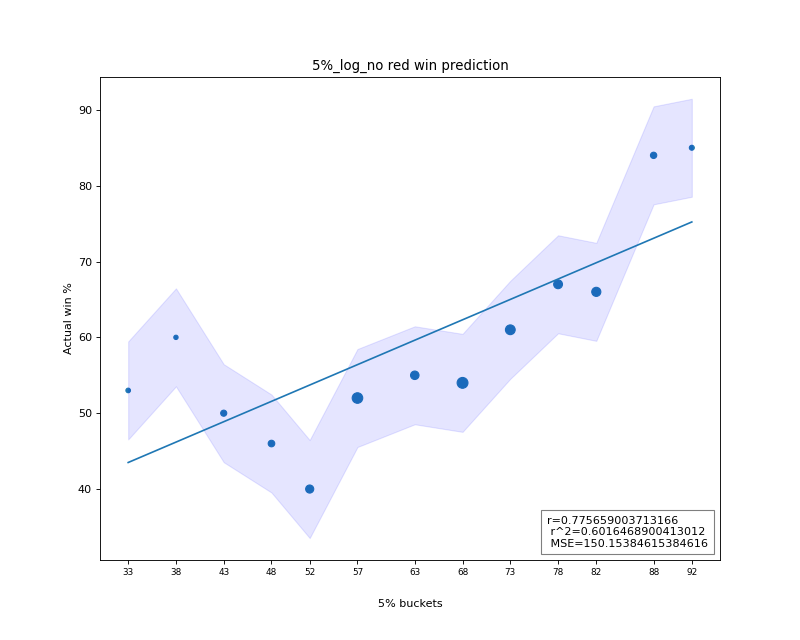 5%_log_no red win prediction
90
80
70
60
50
40
Actual win %
r=0.775659003713166
r^2=0.6016468900413012
MSE=150.15384615384616
33 38 43 48 52 57 63 68 73 78 82 88 92
5% buckets